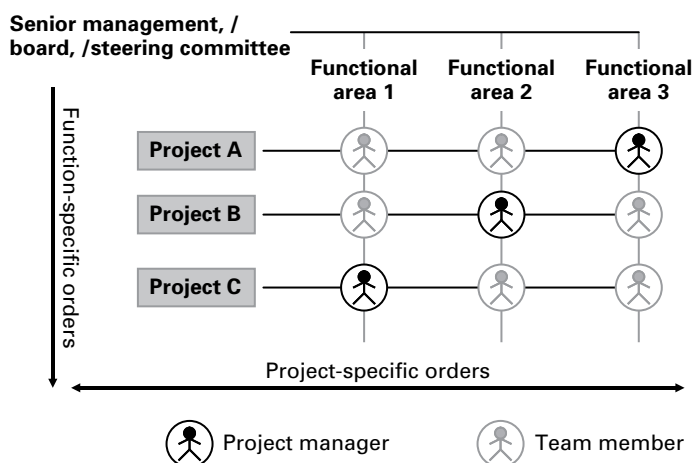 Senior management, /
board, /steering committee
Functional
area 1
Functional
area 2
Functional
area 3
Function-specific orders
Project A
Project B
Project C
Project-specific orders
Project manager
Team member